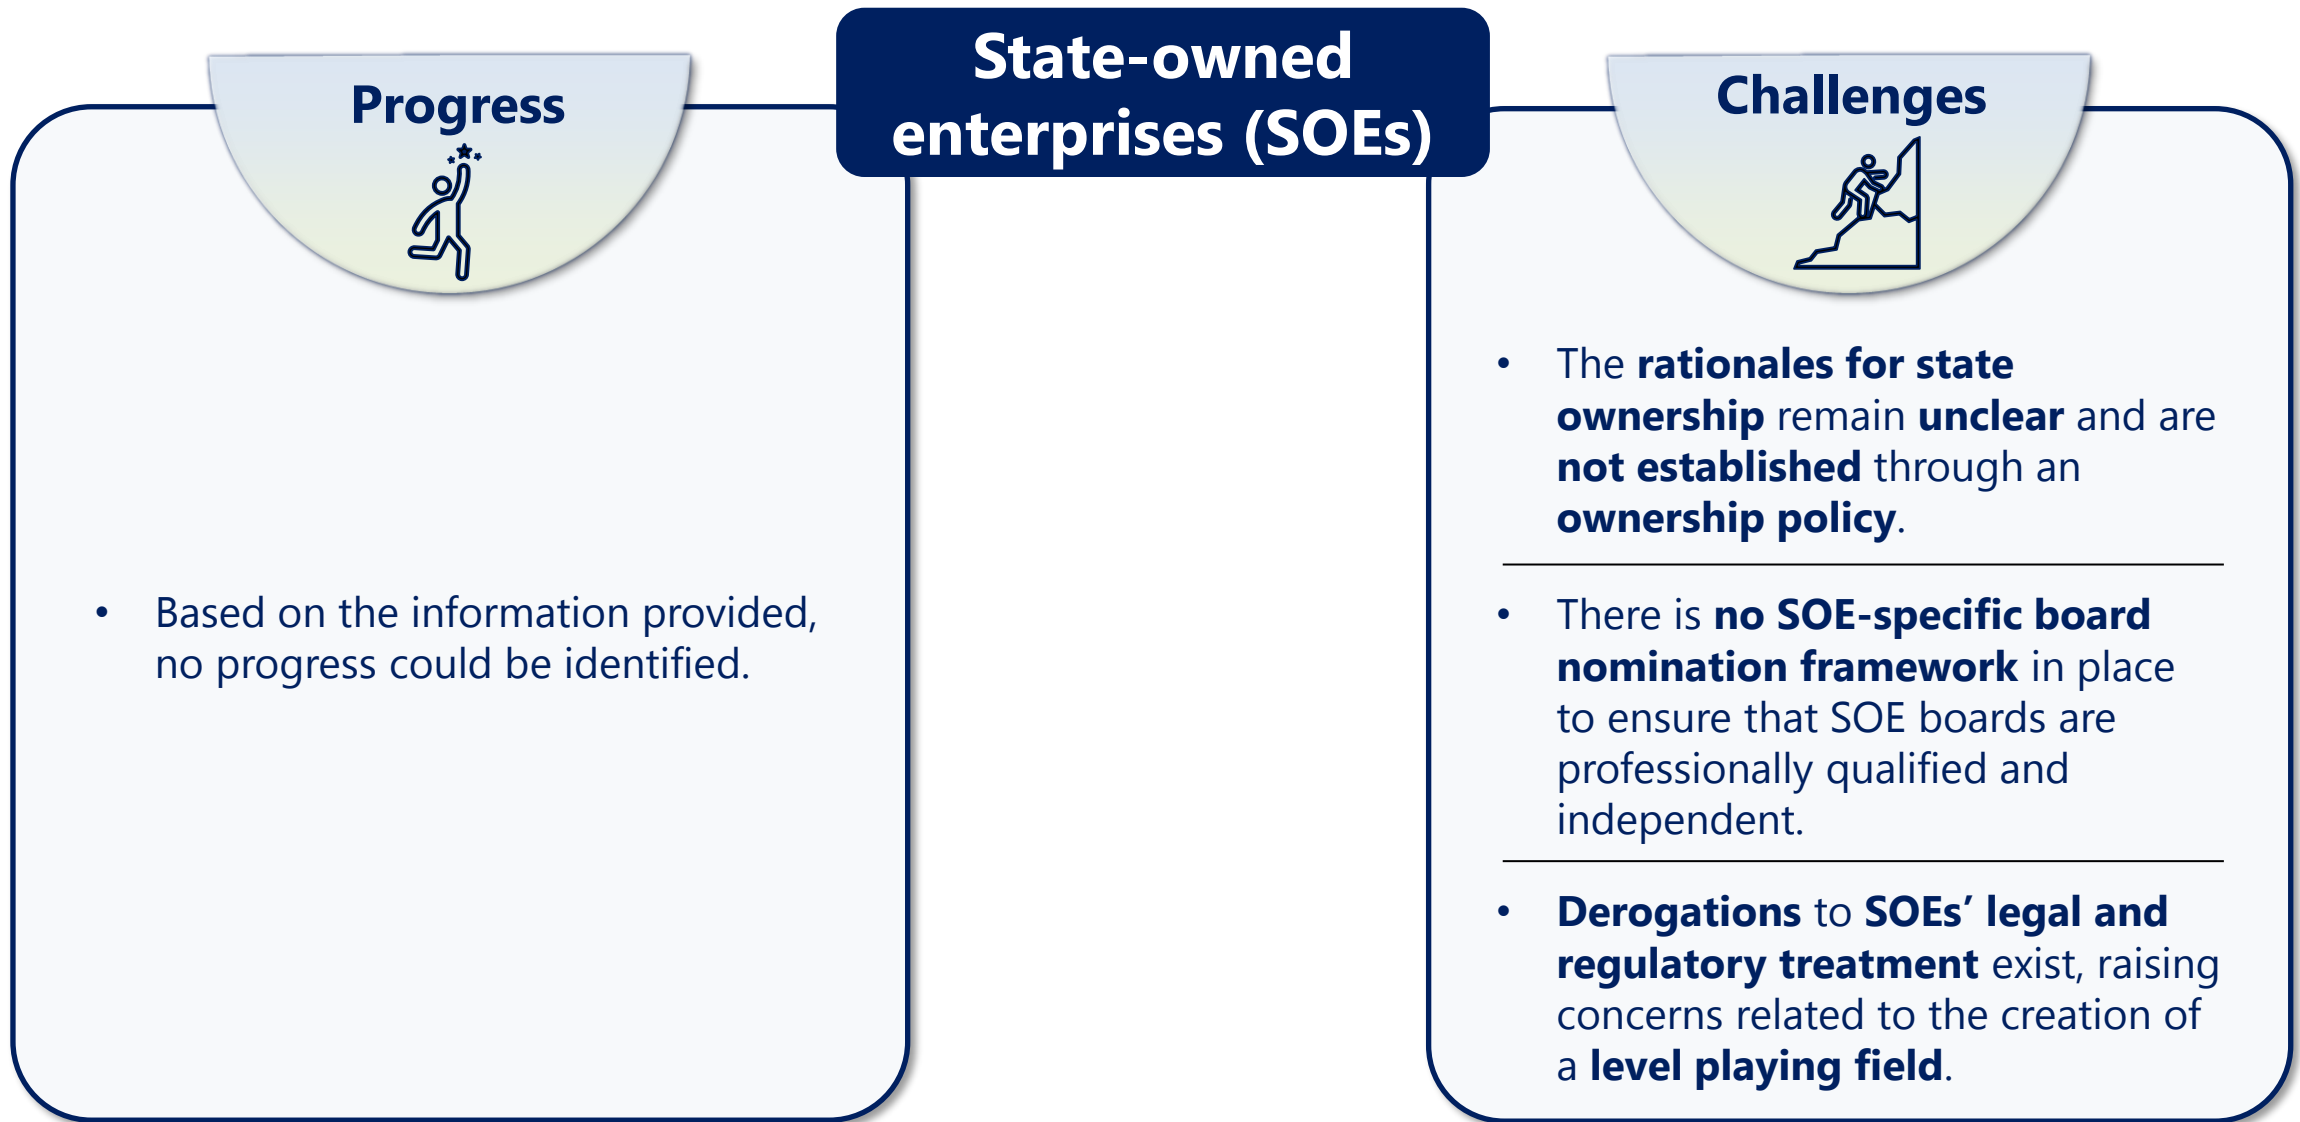 State-owned
enterprises (SOEs)
Progress
• Based on the information provided,
no progress could be identified.
Challenges
• The rationales for state
ownership remain unclear and are
not established through an
ownership policy.
• There is no SOE-specific board
nomination framework in place
to ensure that SOE boards are
professionally qualified and
independent.
• Derogations to SOEs’ legal and
regulatory treatment exist, raising
concerns related to the creation of
a level playing field.